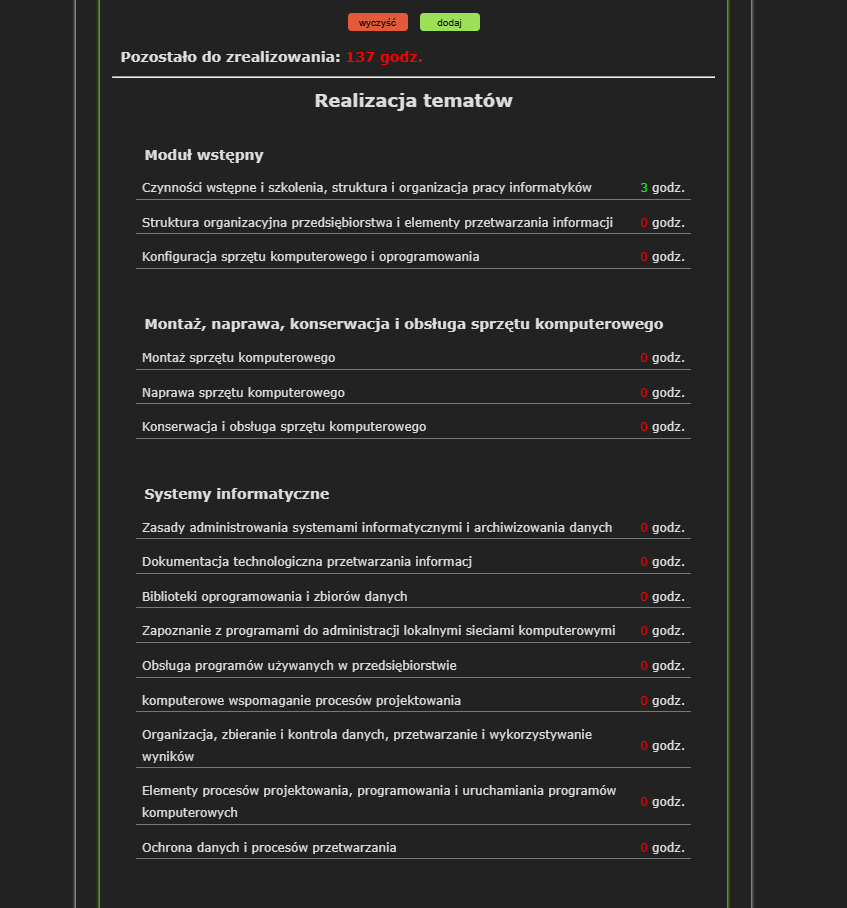 wyczyść dodaj
Pozostało do zrealizowania: 137 godz.
Realizacja tematów
Moduł wstępny
Czynności wstępne i szkolenia, struktura i organizacja pracy informatyków 3 godz.
Struktura organizacyjna przedsiębiorstwa i elementy przetwarzania informacji 0 godz.
Konfiguracja sprzętu komputerowego i oprogramowania 0 godz.
Montaż, naprawa, konserwacja i obsługa sprzętu komputerowego
Montaż sprzętu komputerowego 0 godz.
Naprawa sprzętu komputerowego 0 godz.
Konserwacja i obsługa sprzętu komputerowego 0 godz.
Systemy informatyczne
Zasady administrowania systemami informatycznymi i archiwizowania danych 0 godz.
Dokumentacja technologiczna przetwarzania informacj 0 godz.
Biblioteki oprogramowania i zbiorów danych 0 godz.
Zapoznanie z programami do administracji lokalnymi sieciami komputerowymi 0 godz.
Obsługa programów używanych w przedsiębiorstwie 0 godz.
komputerowe wspomaganie procesów projektowania 0 godz.
Organizacja, zbieranie i kontrola danych, przetwarzanie i wykorzystywanie
wyników 0 godz.
Elementy procesów projektowania, programowania i uruchamiania programów
komputerowych 0 godz.
Ochrona danych i procesów przetwarzania 0 godz.